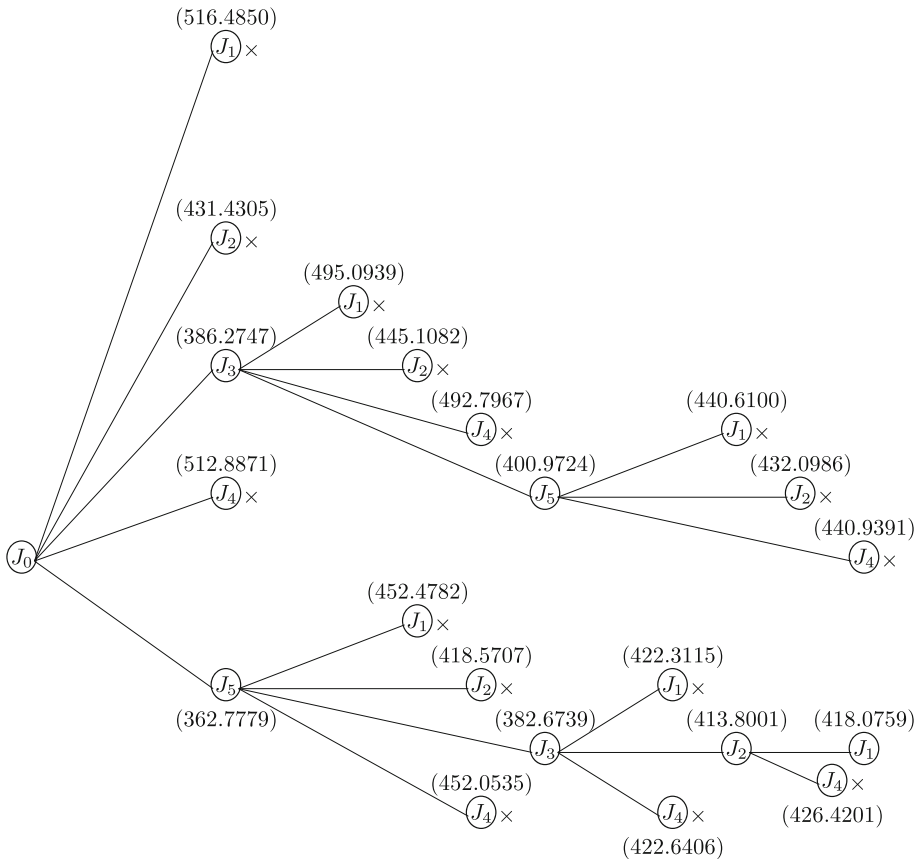 (516.4850)
J₁ ×
(431.4305)
J₂ ×
(495.0939)
J₁ ×
(386.2747) (445.1082)
J₃ J₂ ×
(492.7967) (440.6100)
J₄ × J₁ ×
(512.8871) (400.9724) (432.0986)
J₄ × J₅ J₂ ×
(440.9391)
J₀ J₄ ×
(452.4782)
J₁ ×
(418.5707) (422.3115)
J₅ J₂ × J₁ ×
(362.7779) (382.6739) (413.8001) (418.0759)
J₃ J₂ J₁
(452.0535) J₄ ×
J₄ × J₄ × (426.4201)
(422.6406)